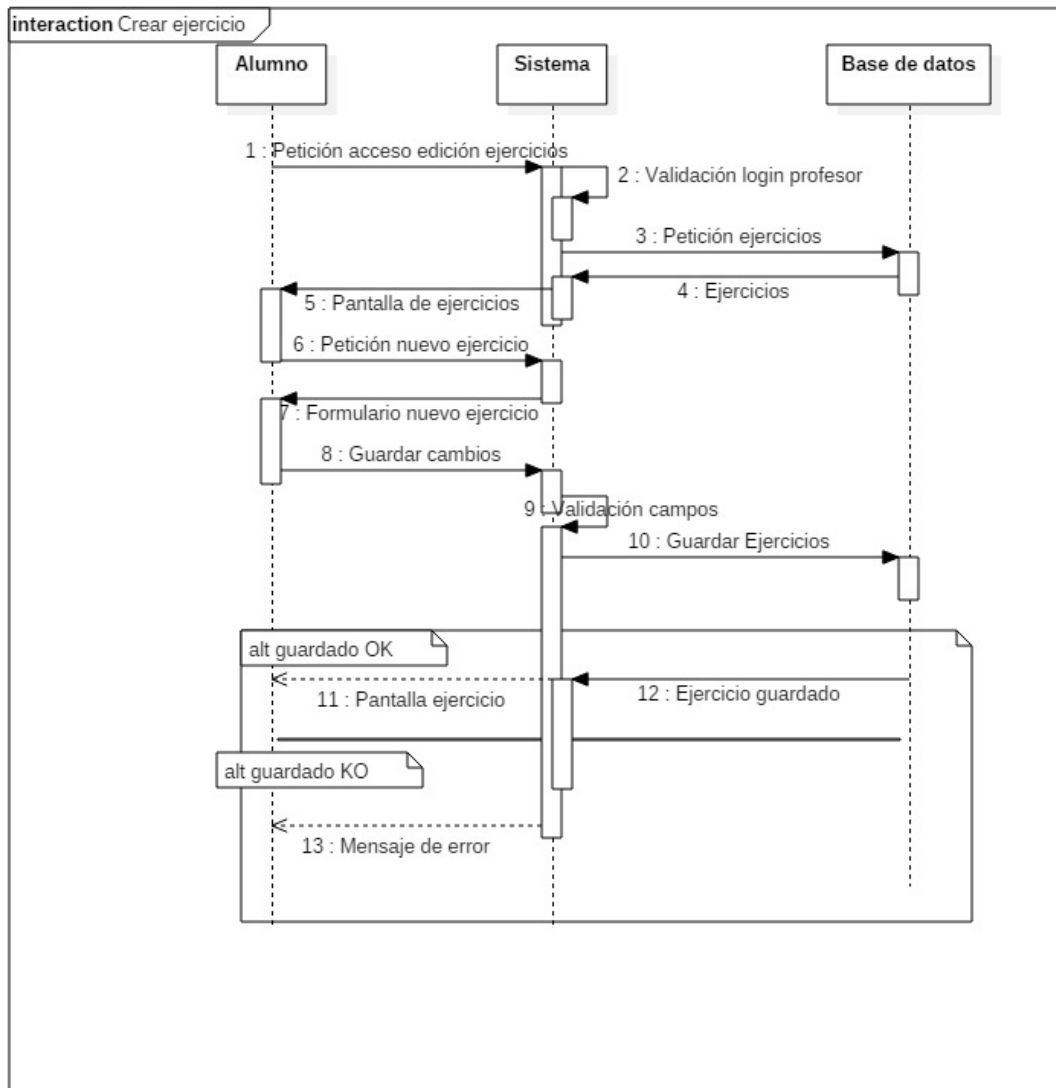 interaction Crear ejercicio
Alumno
Sistema
Base de datos
1 : Petición acceso edición ejercicios
2 : Validación login profesor
3 : Petición ejercicios
4 : Ejercicios
5 : Pantalla de ejercicios
6 : Petición nuevo ejercicio
7 : Formulario nuevo ejercicio
8 : Guardar cambios
9 : Validación campos
10 : Guardar Ejercicios
alt guardado OK
11 : Pantalla ejercicio
12 : Ejercicio guardado
alt guardado KO
13 : Mensaje de error